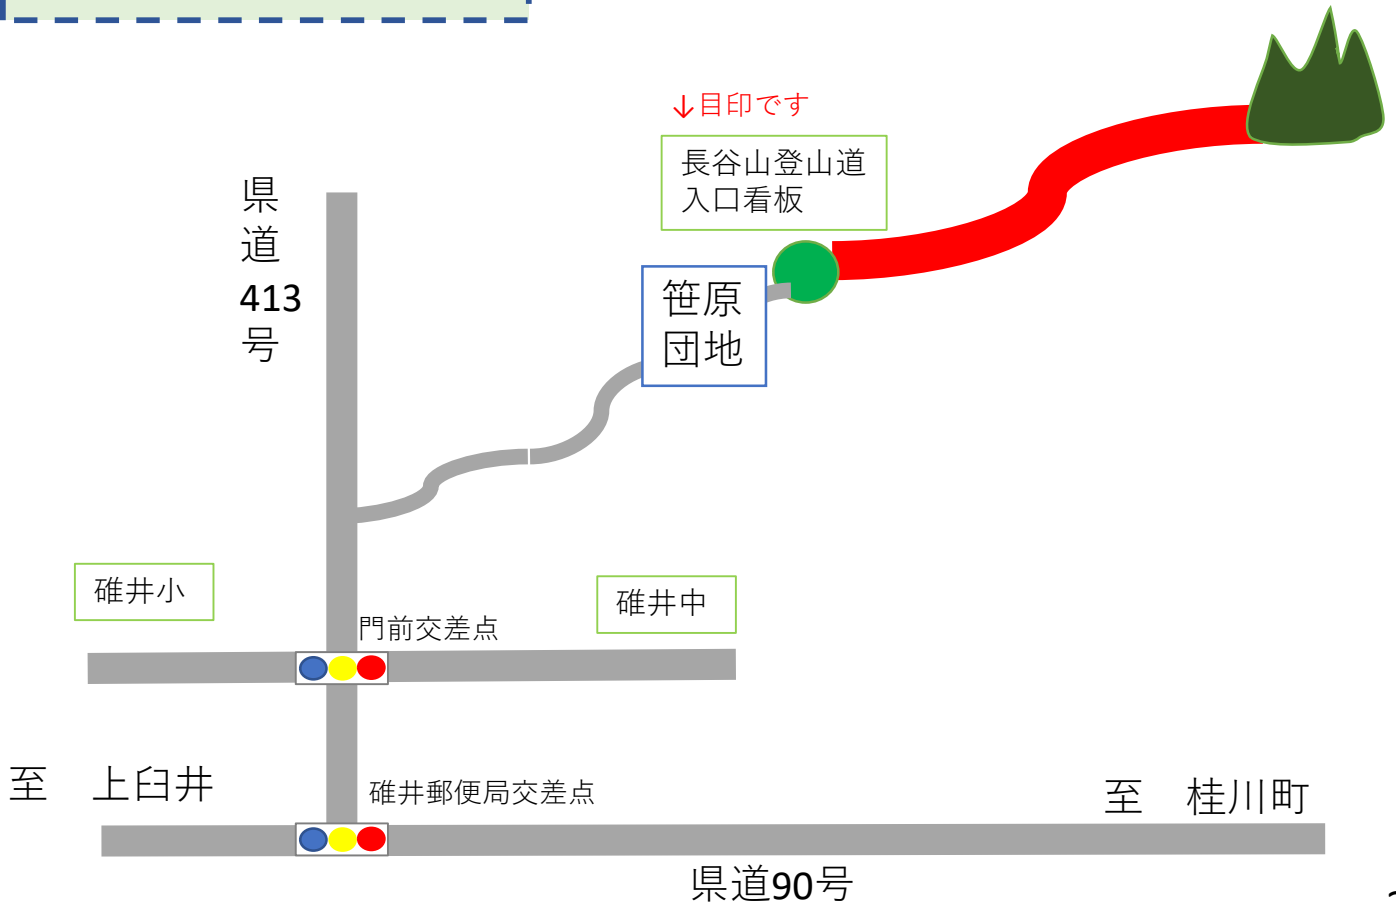 ↓目印です
長谷山登山道
入口看板
県
道
413
号
笹原
団地
碓井小
碓井中
門前交差点
至　上臼井
碓井郵便局交差点
至　桂川町
県道90号